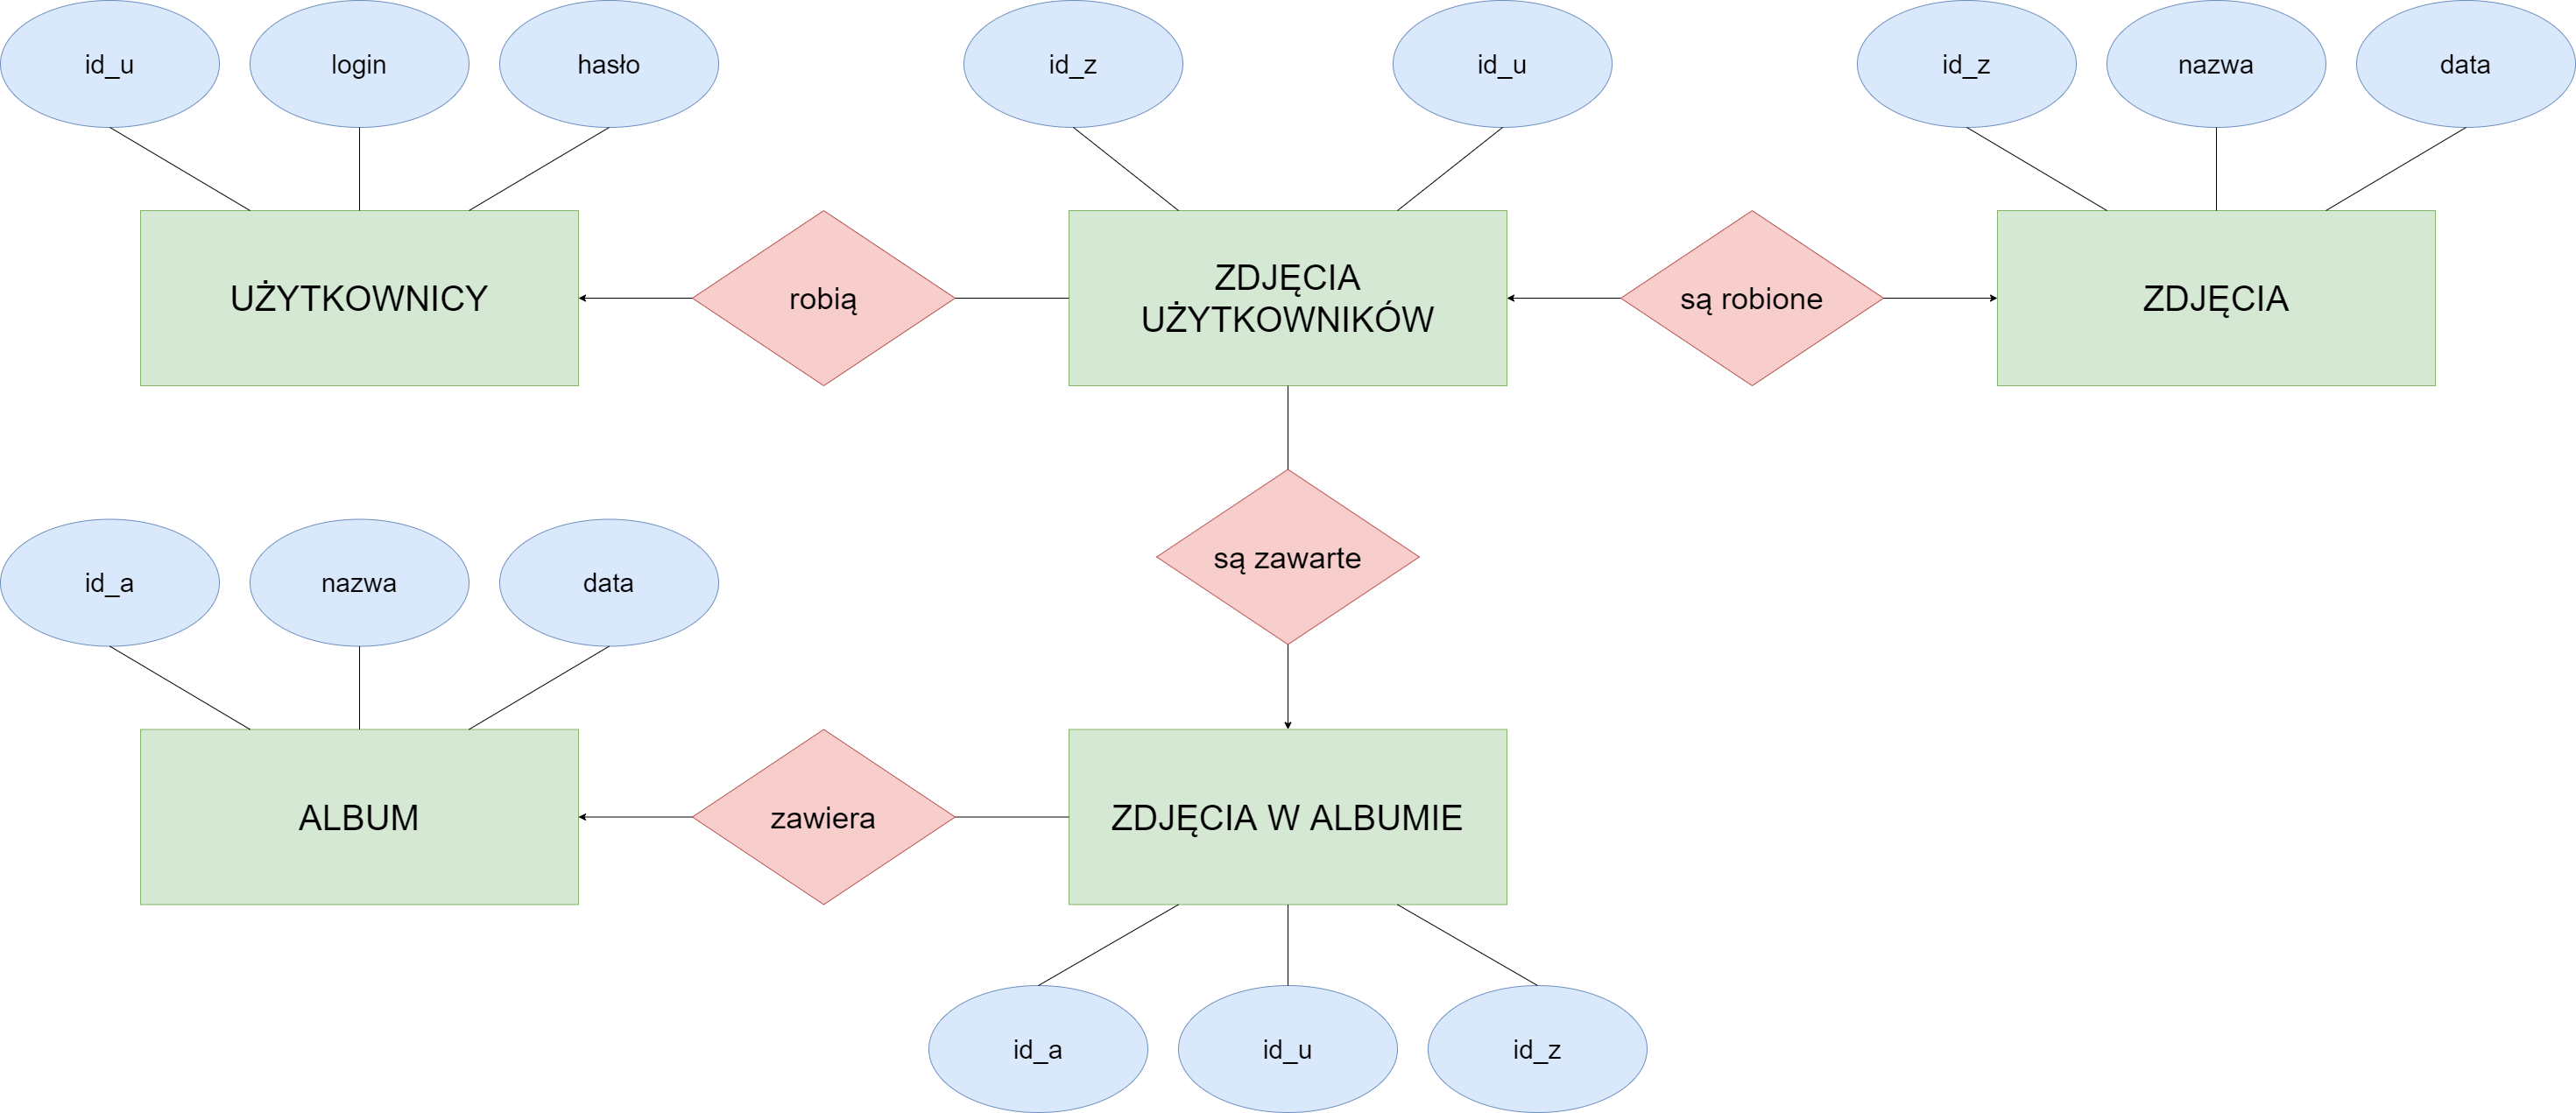 id_u
login
hasło
id_z
id_u
id_z
nazwa
data
UŻYTKOWNICY
robią
ZDJĘCIA
UŻYTKOWNIKÓW
są robione
ZDJĘCIA
są zawarte
id_a
nazwa
data
ALBUM
zawiera
ZDJĘCIA W ALBUMIE
id_a
id_u
id_z